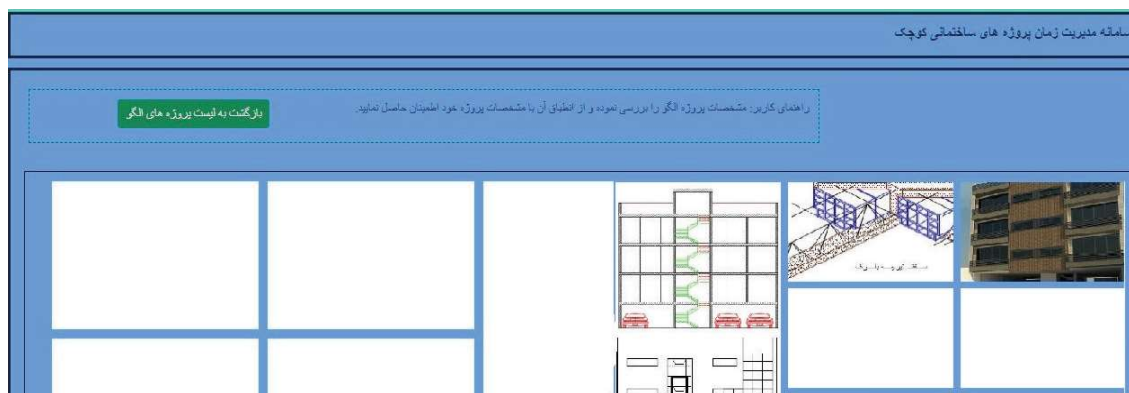 سامانه مدیریت زمان پروژه های ساختمانی کوچک
راهنمای کاربر: مشخصات پروژه الگو را بررسی نموده و از انطباق آن با مشخصات پروژه خود اطمینان حاصل نمایید.
بازگشت به لیست پروژه های الگو